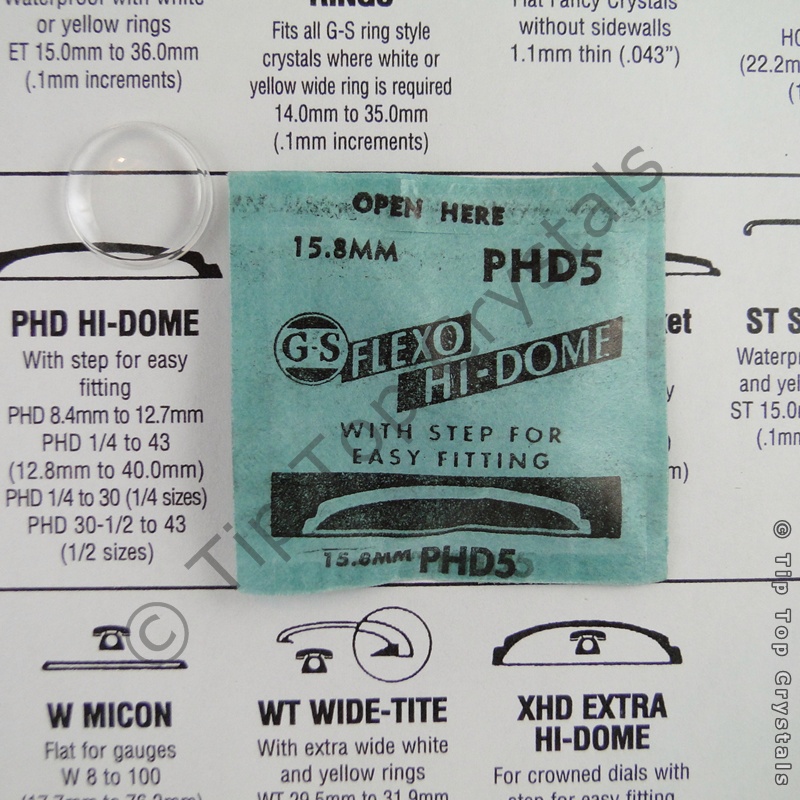 Waterproof with white
or yellow rings
ET 15.0mm to 36.0mm
(.1mm increments)
RINGS
Fits all G-S ring style
crystals where white or
yellow wide ring is required
14.0mm to 35.0mm
(.1mm increments)
Flat Fancy Crystals
without sidewalls
1.1mm thin (.043")
(22.2m
OPEN HERE
15.8MM
PHD5
G-S FLEXO
HI-DOME
WITH STEP FOR
EASY FITTING
15.8MM PHD5
PHD HI-DOME
With step for easy
fitting
PHD 8.4mm to 12.7mm
PHD 1/4 to 43
(12.8mm to 40.0mm)
PHD 1/4 to 30 (1/4 sizes)
PHD 30-1/2 to 43
(1/2 sizes)
et
y
m)
ST S
Waterp
and yel
ST 15.0
(.1mm
W MICON
Flat for gauges
W 8 to 100
WT WIDE-TITE
With extra wide white
and yellow rings
WT 29.5mm to 31.9mm
XHD EXTRA
HI-DOME
For crowned dials with
step for easy fitting
© Tip Top Crystals
© Tip Top Crystals